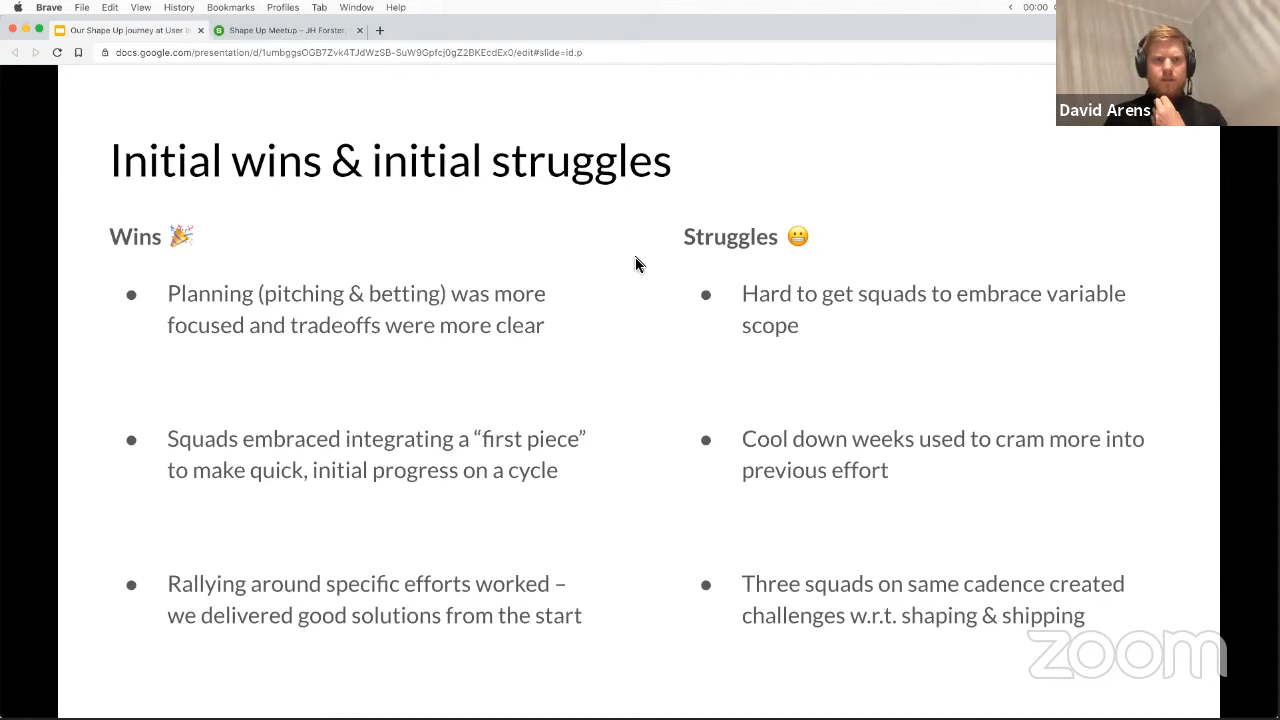 Brave File Edit View History Bookmarks Profiles Tab Window Help 00:00
Our Shape Up journey at User In
Shape Up Meetup – JH Forster,
docs.google.com/presentation/d/1umbggsOGB7Zvk4TJdWzSB-SuW9Gpfcj0gZ2BKEcdEx0/edit#slide=id.p
David Arens
Initial wins & initial struggles
Wins 🎉
● Planning (pitching & betting) was more
focused and tradeoffs were more clear
● Squads embraced integrating a “first piece”
to make quick, initial progress on a cycle
● Rallying around specific efforts worked –
we delivered good solutions from the start
Struggles 😬
● Hard to get squads to embrace variable
scope
● Cool down weeks used to cram more into
previous effort
● Three squads on same cadence created
challenges w.r.t. shaping & shipping
zoom